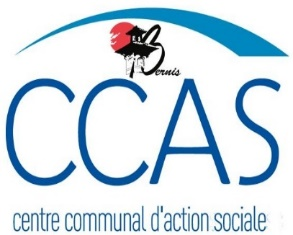 Bernis
CCAS
centre communal d'action sociale